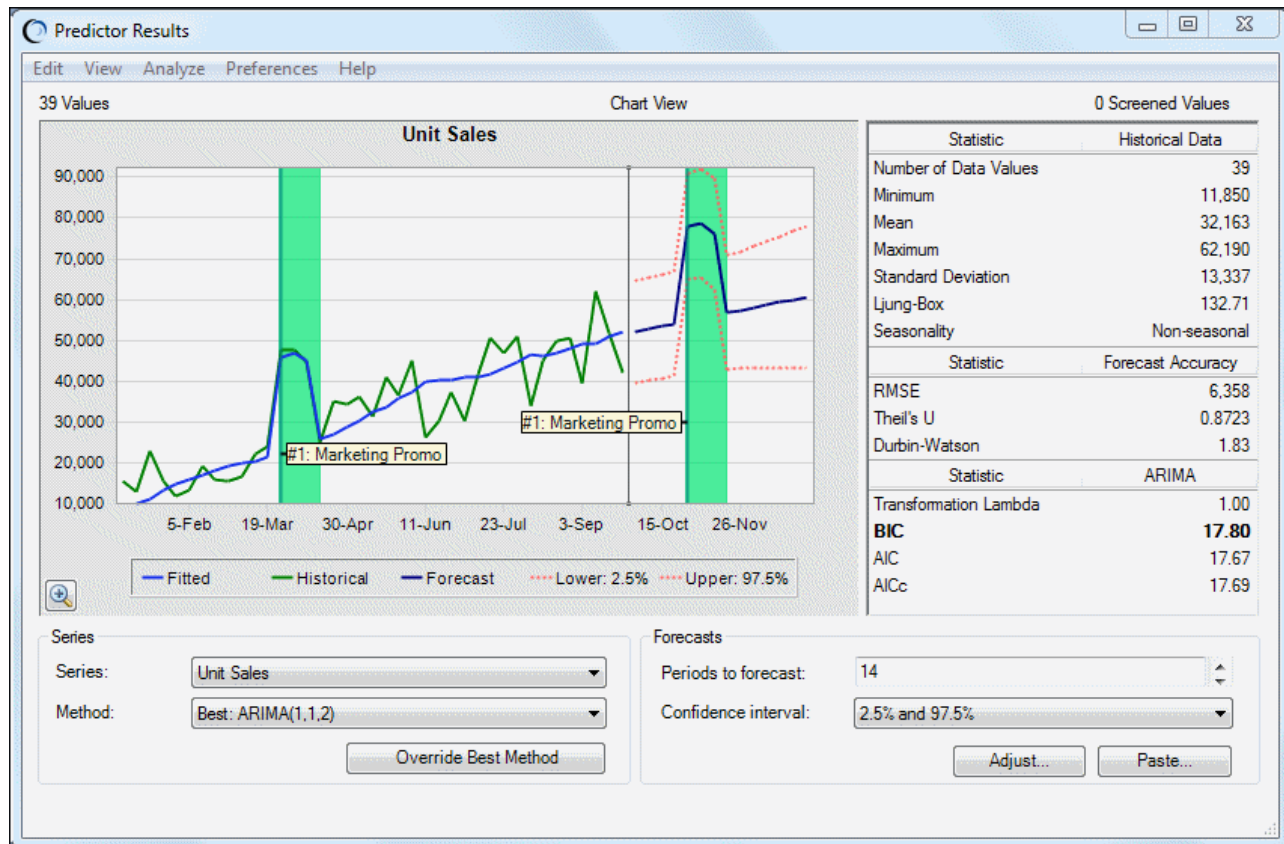 Predictor Results
Edit View Analyze Preferences Help
39 Values Chart View 0 Screened Values
Unit Sales
90,000
80,000
70,000
60,000
50,000
40,000
30,000
20,000
10,000
#1: Marketing Promo
#1: Marketing Promo
5-Feb 19-Mar 30-Apr 11-Jun 23-Jul 3-Sep 15-Oct 26-Nov
Fitted Historical Forecast Lower: 2.5% Upper: 97.5%
Statistic Historical Data
Number of Data Values 39
Minimum 11,850
Mean 32,163
Maximum 62,190
Standard Deviation 13,337
Ljung-Box 132.71
Seasonality Non-seasonal
Statistic Forecast Accuracy
RMSE 6,358
Theil's U 0.8723
Durbin-Watson 1.83
Statistic ARIMA
Transformation Lambda 1.00
BIC 17.80
AIC 17.67
AICc 17.69
Series
Series: Unit Sales
Method: Best: ARIMA(1,1,2)
Override Best Method
Forecasts
Periods to forecast: 14
Confidence interval: 2.5% and 97.5%
Adjust... Paste...